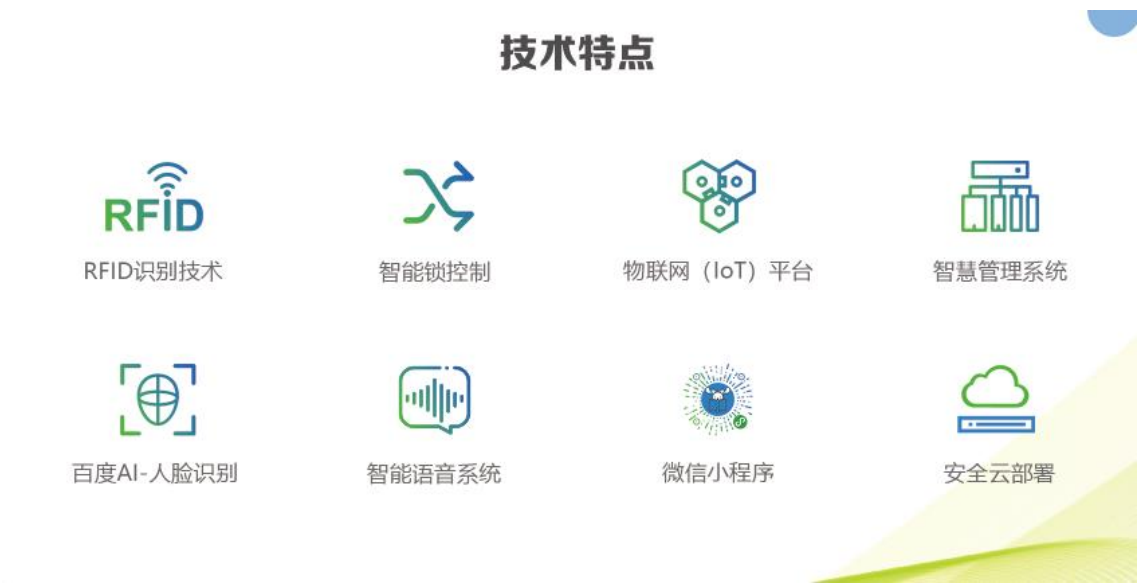 技术特点
RFID
RFID识别技术
智能锁控制
物联网（IoT）平台
智慧管理系统
百度AI-人脸识别
智能语音系统
微信小程序
安全云部署